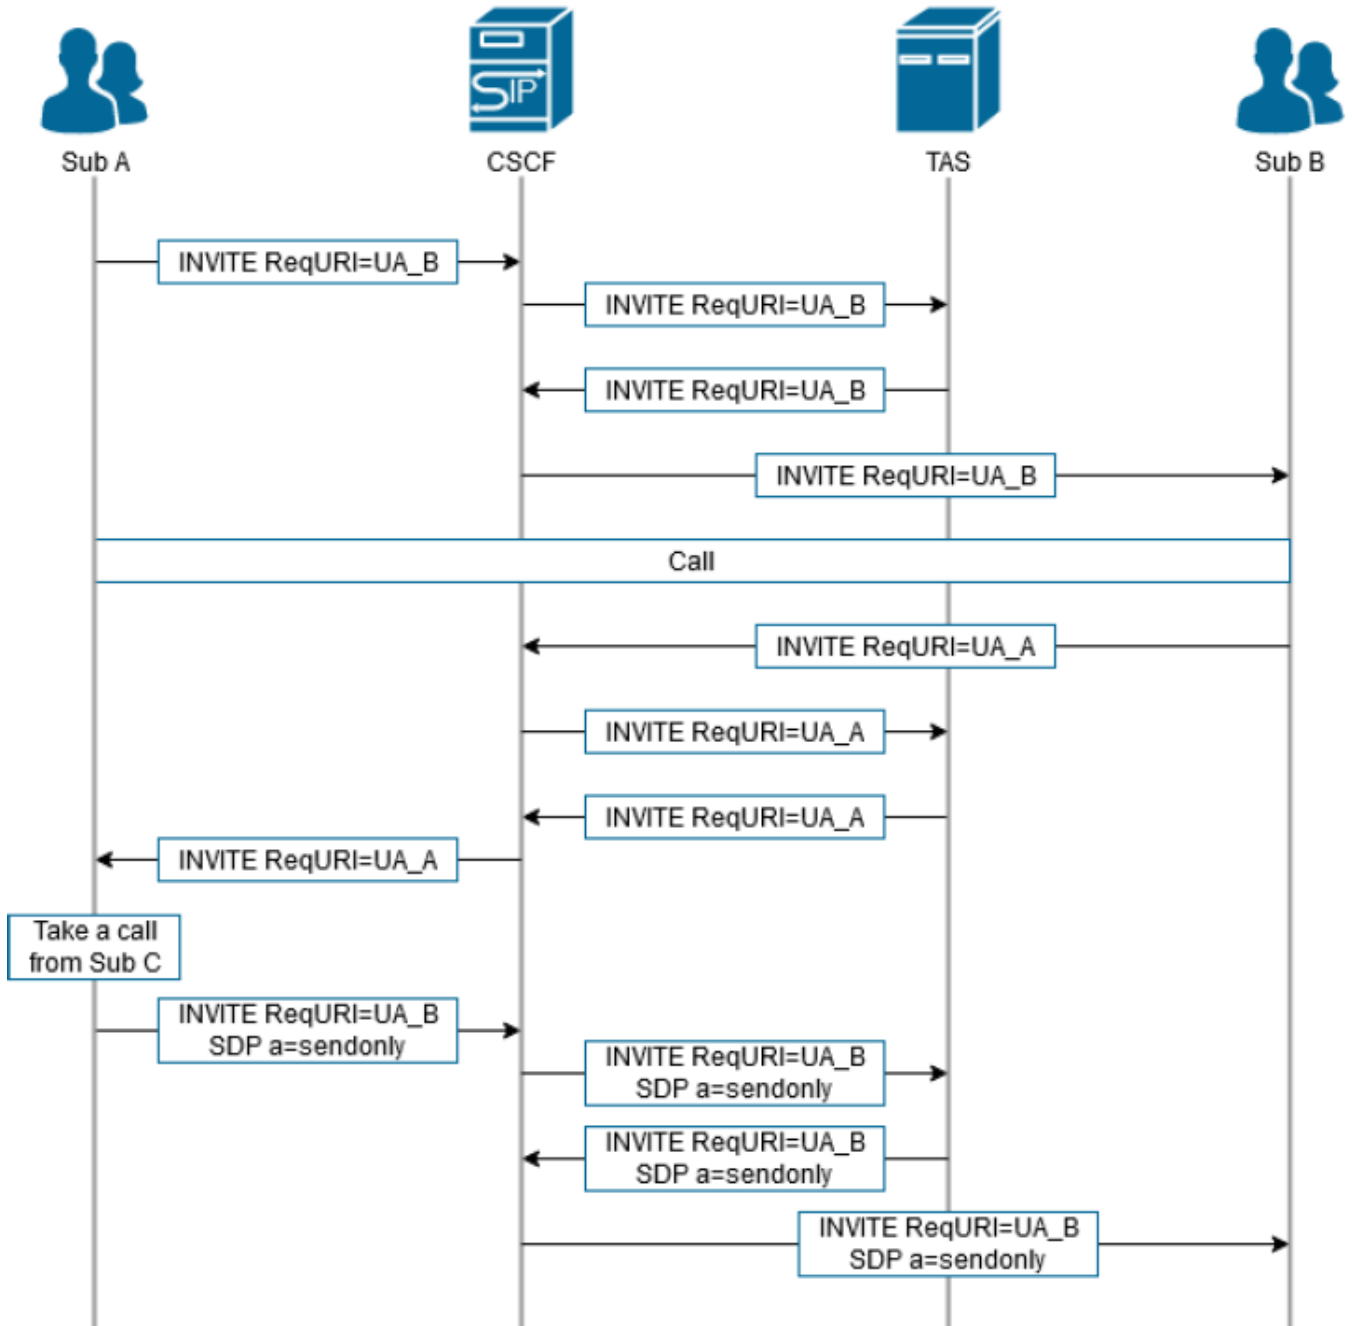 SIP
Sub A
CSCF
TAS
Sub B
INVITE ReqURI=UA_B
INVITE ReqURI=UA_B
INVITE ReqURI=UA_B
INVITE ReqURI=UA_B
Call
INVITE ReqURI=UA_A
INVITE ReqURI=UA_A
INVITE ReqURI=UA_A
INVITE ReqURI=UA_A
Take a call
from Sub C
INVITE ReqURI=UA_B
SDP a=sendonly
INVITE ReqURI=UA_B
SDP a=sendonly
INVITE ReqURI=UA_B
SDP a=sendonly
INVITE ReqURI=UA_B
SDP a=sendonly